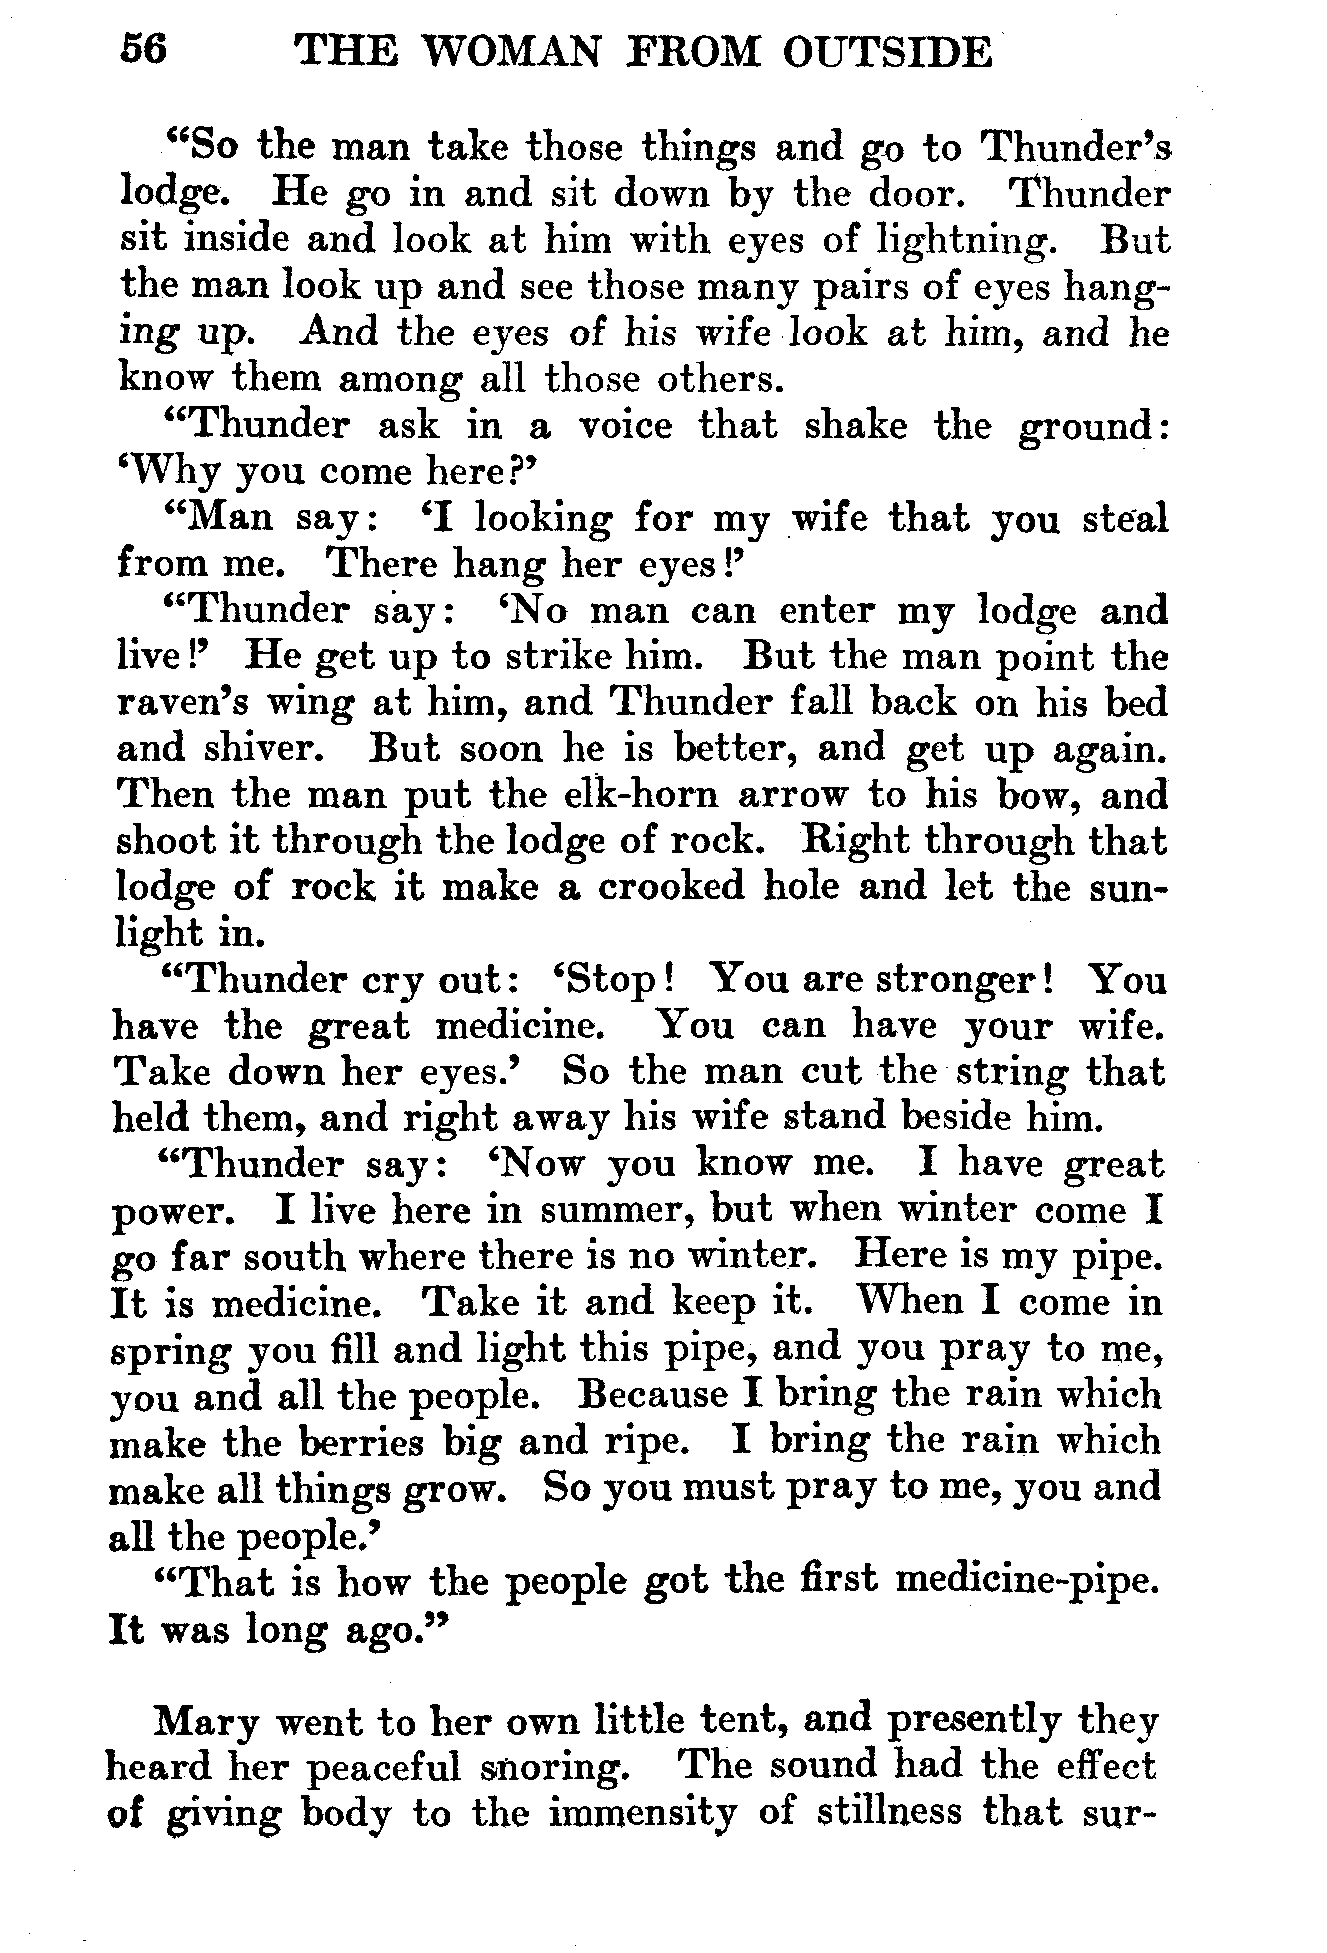 56 THE WOMAN FROM OUTSIDE
“So the man take those things and go to Thunder’s
lodge. He go in and sit down by the door. Thunder
sit inside and look at him with eyes of lightning. But
the man look up and see those many pairs of eyes hang-
ing up. And the eyes of his wife look at him, and he
know them among all those others.
“Thunder ask in a voice that shake the ground:
‘Why you come here?’
“Man say: ‘I looking for my wife that you steal
from me. There hang her eyes!’
“Thunder say: ‘No man can enter my lodge and
live!’ He get up to strike him. But the man point the
raven’s wing at him, and Thunder fall back on his bed
and shiver. But soon he is better, and get up again.
Then the man put the elk-horn arrow to his bow, and
shoot it through the lodge of rock. Right through that
lodge of rock it make a crooked hole and let the sun-
light in.
“Thunder cry out: ‘Stop! You are stronger! You
have the great medicine. You can have your wife.
Take down her eyes.’ So the man cut the string that
held them, and right away his wife stand beside him.
“Thunder say: ‘Now you know me. I have great
power. I live here in summer, but when winter come I
go far south where there is no winter. Here is my pipe.
It is medicine. Take it and keep it. When I come in
spring you fill and light this pipe, and you pray to me,
you and all the people. Because I bring the rain which
make the berries big and ripe. I bring the rain which
make all things grow. So you must pray to me, you and
all the people.’
“That is how the people got the first medicine-pipe.
It was long ago.”
Mary went to her own little tent, and presently they
heard her peaceful snoring. The sound had the effect
of giving body to the immensity of stillness that sur-